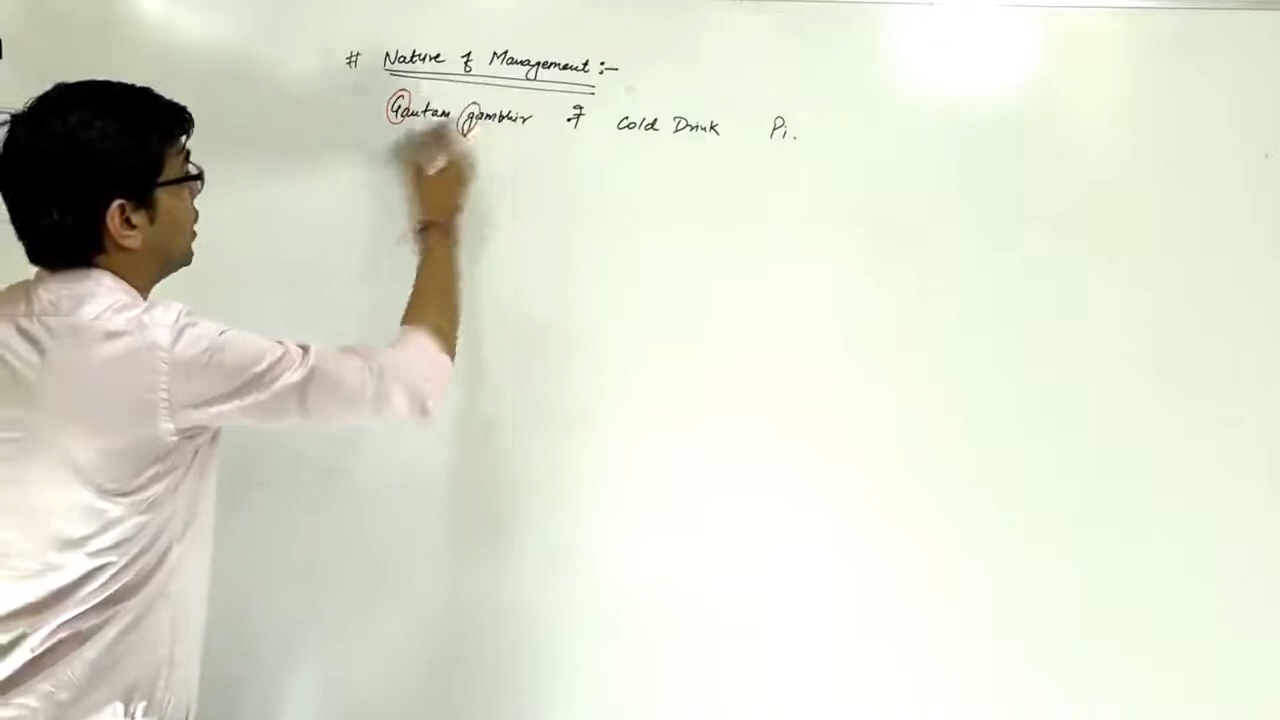 # Nature of Management :-
Gautam gambhir ने Cold Drink Pi.